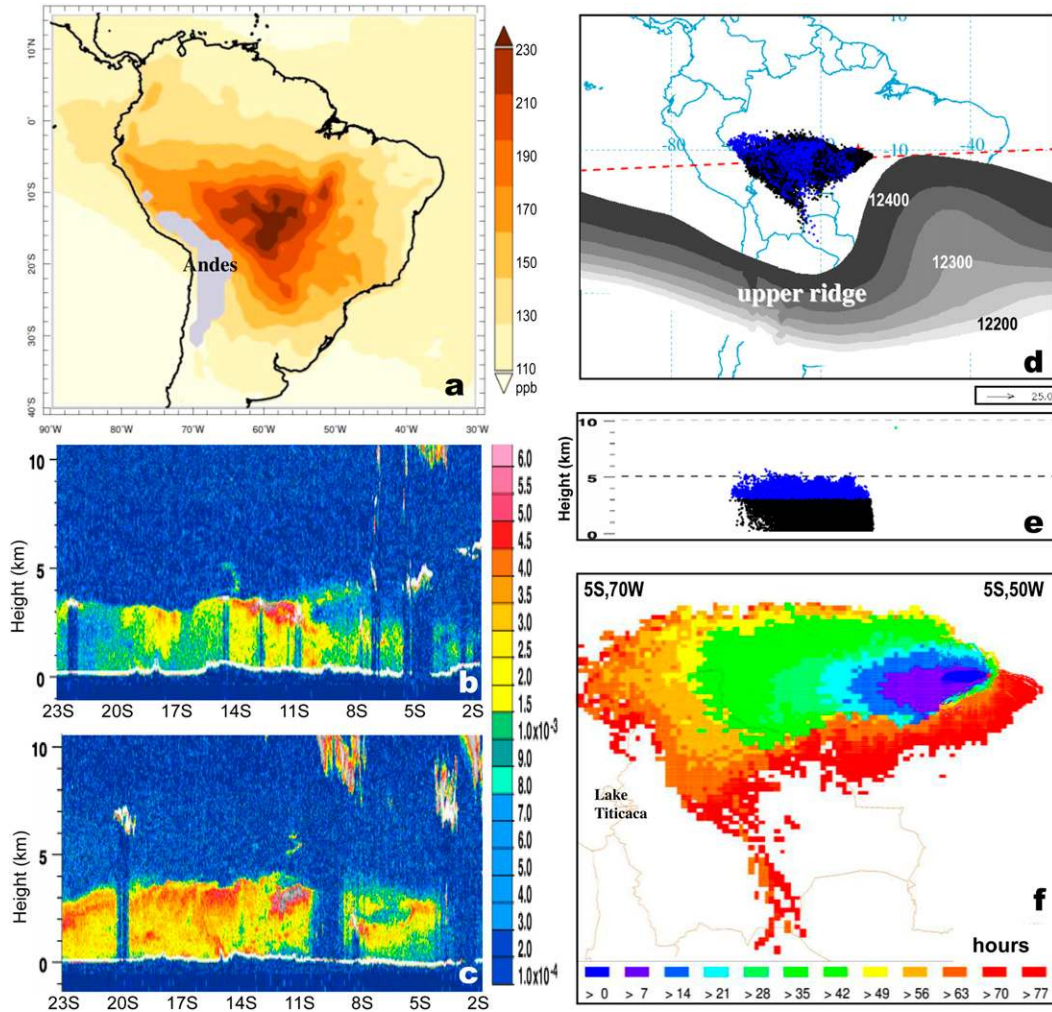 10°N
0°
10°S
20°S
30°S
40°S
90°W 80°W 70°W 60°W 50°W 40°W 30°W
Andes
a
230
210
190
170
150
130
110
ppb
10
-80
-10
-40
12400
12300
12200
upper ridge
d
25.0
10
5
0
Height (km)
b
23S 20S 17S 14S 11S 8S 5S 2S
10
5
0
Height (km)
c
23S 20S 17S 14S 11S 8S 5S 2S
6.0
5.5
5.0
4.5
4.0
3.5
3.0
2.5
2.0
1.5
1.0x10-³
9.0
8.0
7.0
6.0
5.0
4.0
3.0
2.0
1.0x10-⁴
10
5
0
Height (km)
e
5S,70W
5S,50W
Lake
Titicaca
f
hours
> 0 > 7 > 14 > 21 > 28 > 35 > 42 > 49 > 56 > 63 > 70 > 77